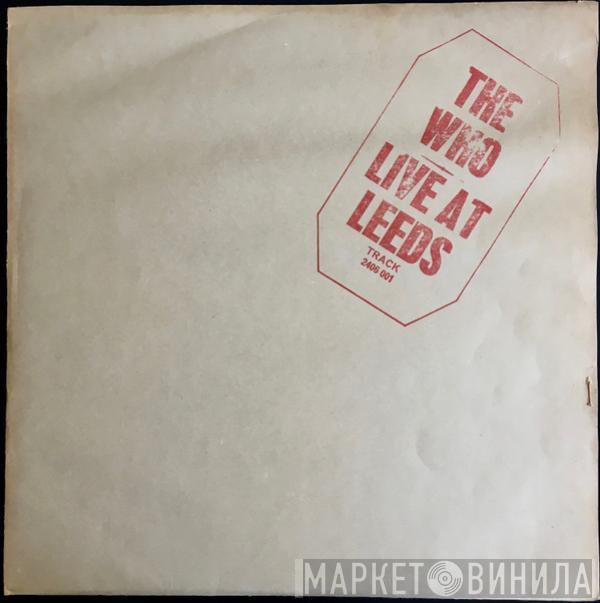 THE
WHO
LIVE AT
LEEDS
TRACK
2406 001
МАРКЕТ ВИНИЛА